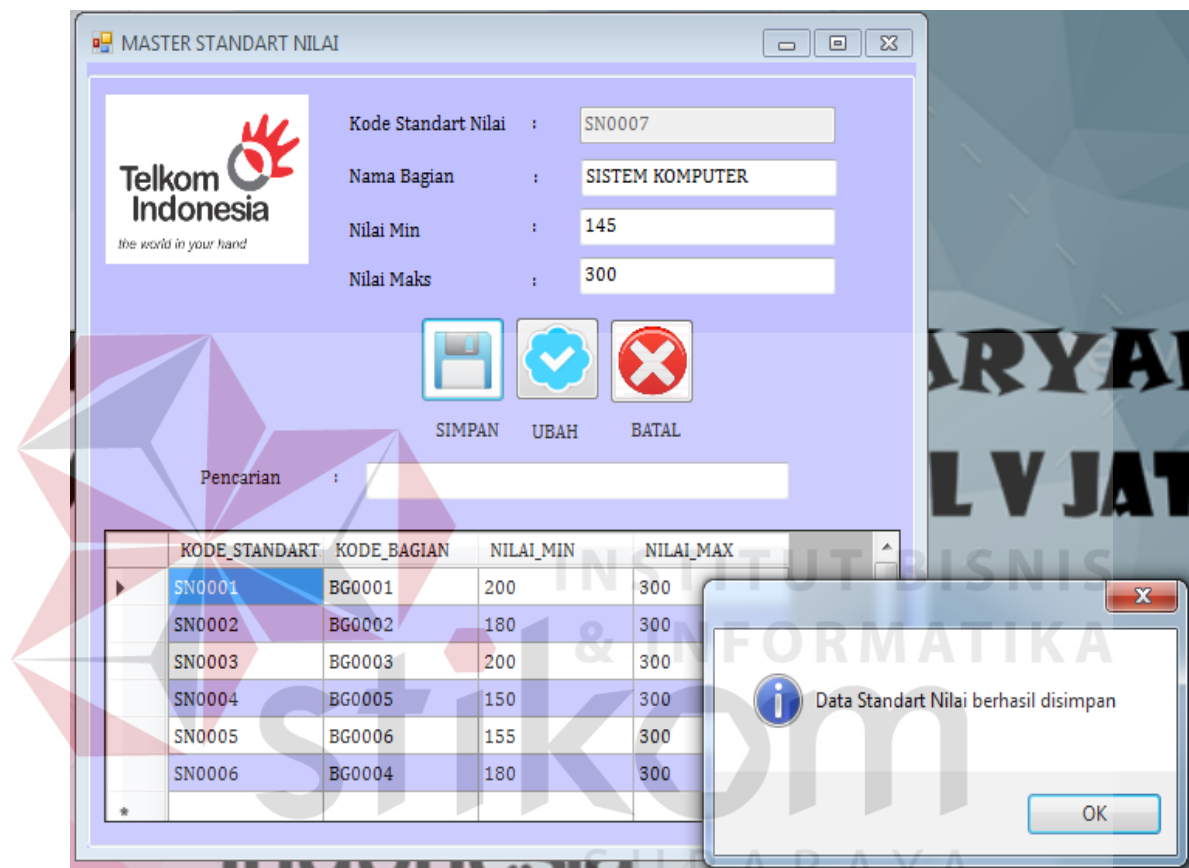 MASTER STANDART NILAI
Telkom
Indonesia
the world in your hand
Kode Standart Nilai : SN0007
Nama Bagian : SISTEM KOMPUTER
Nilai Min : 145
Nilai Maks : 300
SIMPAN UBAH BATAL
Pencarian :
KODE_STANDART KODE_BAGIAN NILAI_MIN NILAI_MAX
SN0001 BG0001 200 300
SN0002 BG0002 180 300
SN0003 BG0003 200 300
SN0004 BG0005 150 300
SN0005 BG0006 155 300
SN0006 BG0004 180 300
*
Data Standart Nilai berhasil disimpan
OK
ARYA
L V JAT
INSTITUT BISNIS
& INFORMATIKA
stikom
SURABAYA